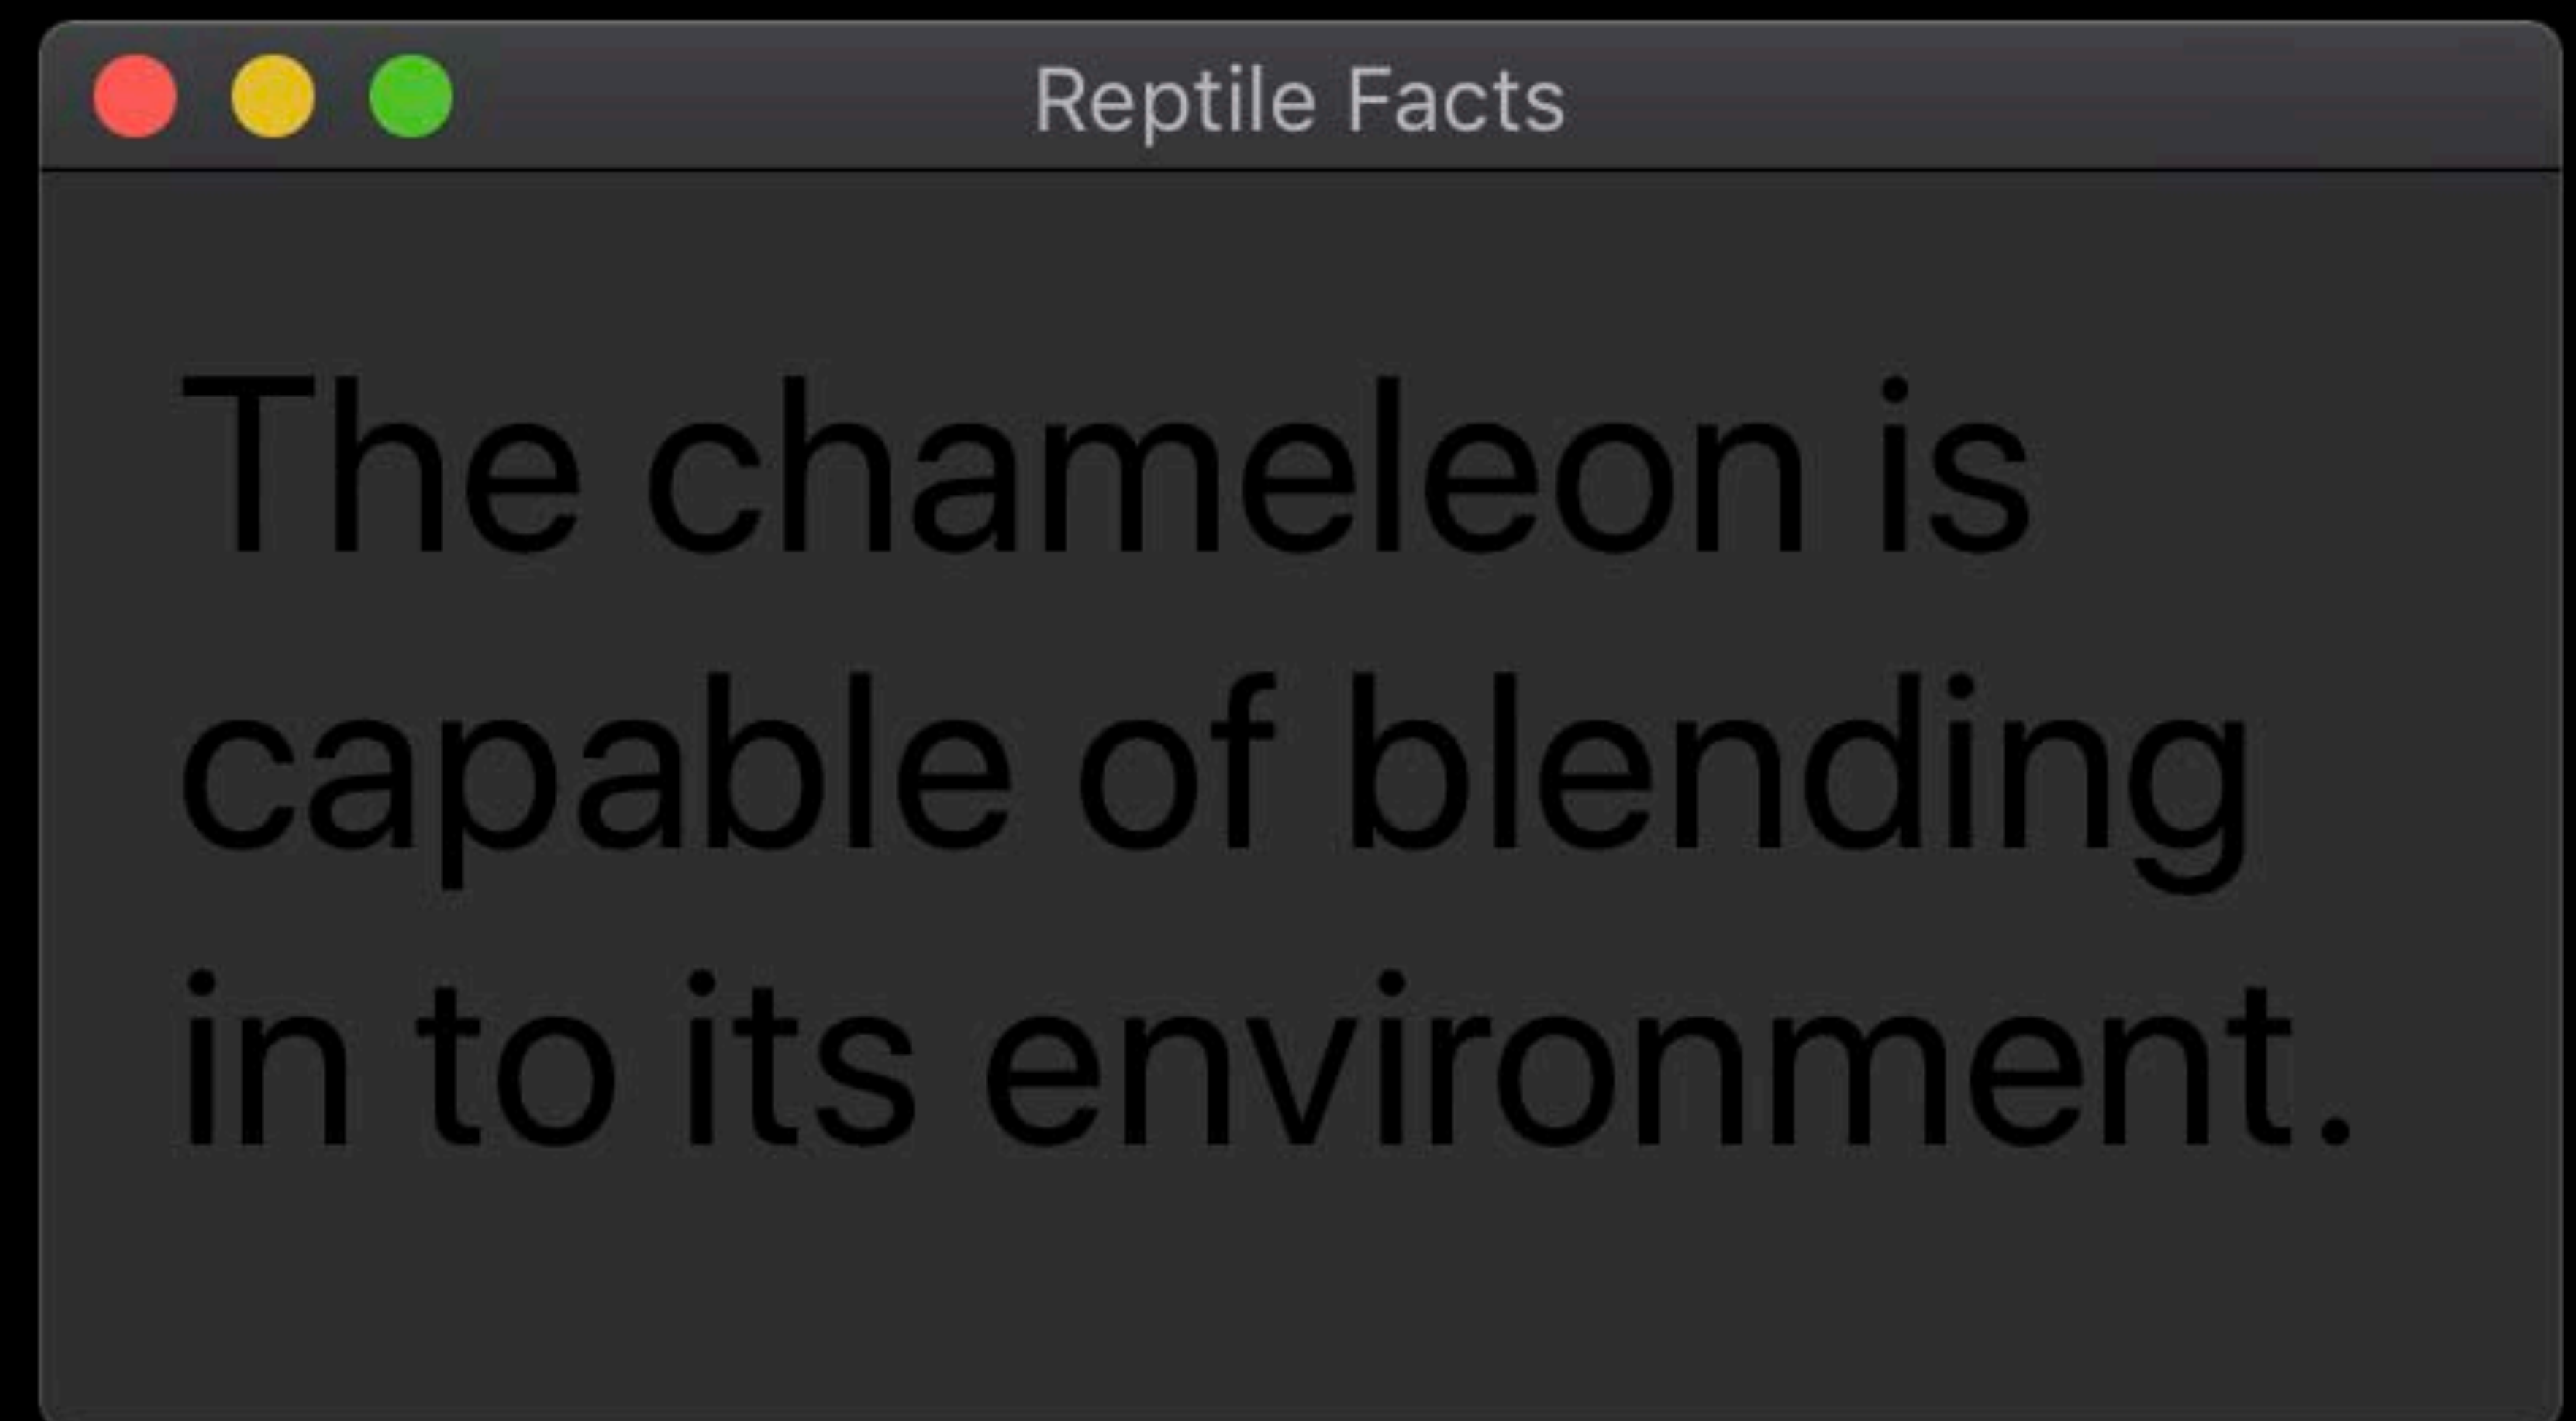 Reptile Facts
The chameleon is
capable of blending
in to its environment.